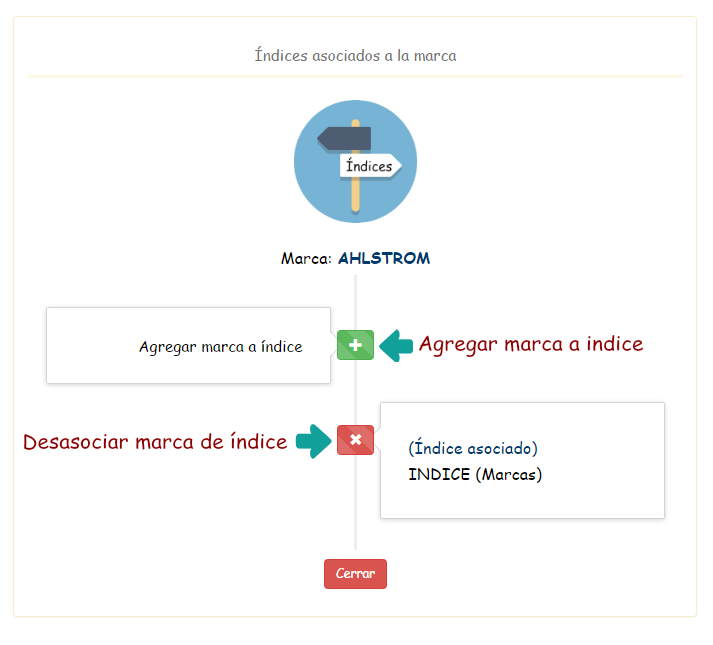 Índices asociados a la marca
Índices
Marca: AHLSTROM
Agregar marca a índice
Agregar marca a indice
Desasociar marca de índice
(Índice asociado)
INDICE (Marcas)
Cerrar